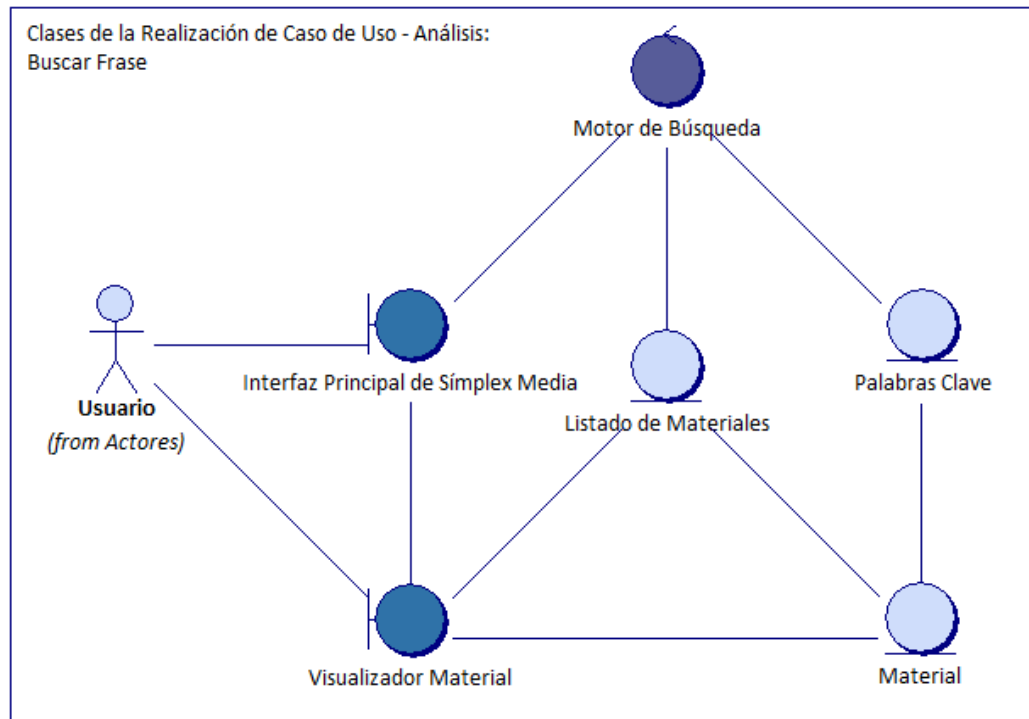 Clases de la Realización de Caso de Uso - Análisis:
Buscar Frase
Motor de Búsqueda
Interfaz Principal de Símplex Media
Listado de Materiales
Palabras Clave
Usuario
(from Actores)
Visualizador Material
Material